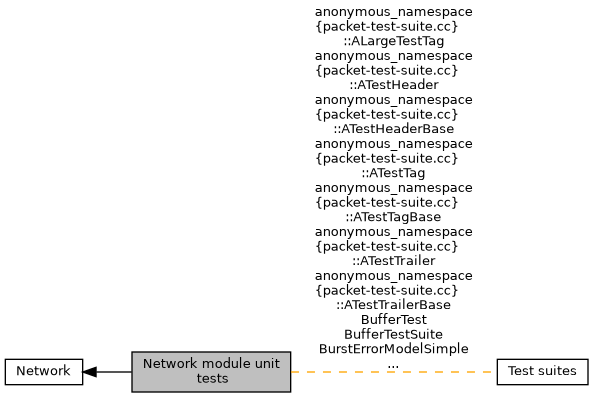 anonymous_namespace
{packet-test-suite.cc}
::ALargeTestTag
anonymous_namespace
{packet-test-suite.cc}
::ATestHeader
anonymous_namespace
{packet-test-suite.cc}
::ATestHeaderBase
anonymous_namespace
{packet-test-suite.cc}
::ATestTag
anonymous_namespace
{packet-test-suite.cc}
::ATestTagBase
anonymous_namespace
{packet-test-suite.cc}
::ATestTrailer
anonymous_namespace
{packet-test-suite.cc}
::ATestTrailerBase
BufferTest
BufferTestSuite
BurstErrorModelSimple
...
Network
Network module unit
tests
Test suites